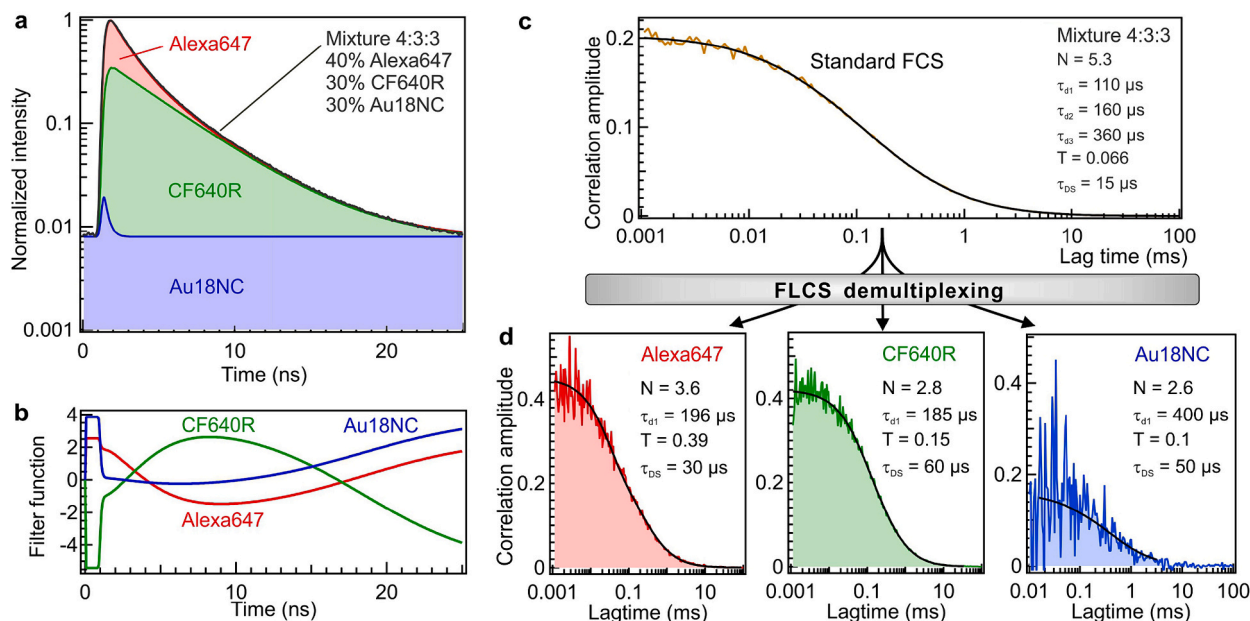 a
Normalized intensity
1
0.1
0.01
0.001
Alexa647
CF640R
Au18NC
Mixture 4:3:3
40% Alexa647
30% CF640R
30% Au18NC
0
10
20
Time (ns)
b
Filter function
4
2
0
-2
-4
CF640R
Au18NC
Alexa647
0
10
20
Time (ns)
c
Correlation amplitude
0.2
0.1
0
Standard FCS
Mixture 4:3:3
N = 5.3
τd1 = 110 µs
τd2 = 160 µs
τd3 = 360 µs
T = 0.066
τDS = 15 µs
0.001
0.01
0.1
1
10
100
Lag time (ms)
FLCS demultiplexing
d
Correlation amplitude
0.4
0.2
0
Alexa647
N = 3.6
τd1 = 196 µs
T = 0.39
τDS = 30 µs
0.001
0.1
10
Lagtime (ms)
0.4
0.2
0
CF640R
N = 2.8
τd1 = 185 µs
T = 0.15
τDS = 60 µs
0.001
0.1
10
Lagtime (ms)
0.4
0.2
0
Au18NC
N = 2.6
τd1 = 400 µs
T = 0.1
τDS = 50 µs
0.01
0.1
1
10
100
Lagtime (ms)